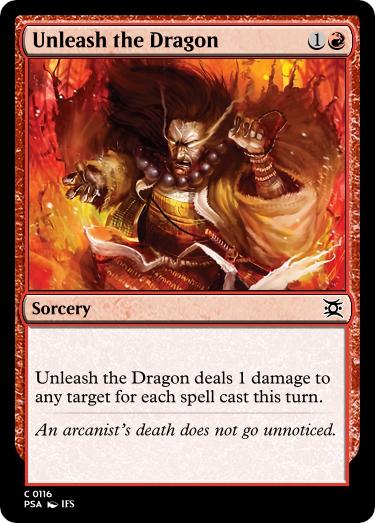 Unleash the Dragon 1
Sorcery
Unleash the Dragon deals 1 damage to
any target for each spell cast this turn.
An arcanist's death does not go unnoticed.
C 0116
PSA IFS